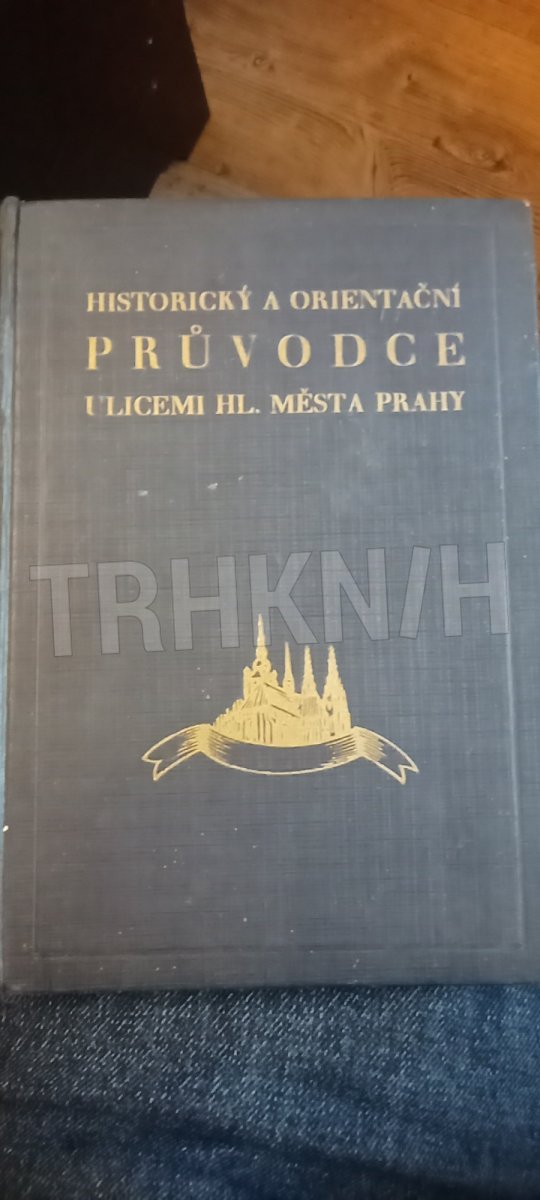 HISTORICKÝ A ORIENTAČNÍ
PRŮVODCE
ULICEMI HL. MĚSTA PRAHY
TRHKNIH